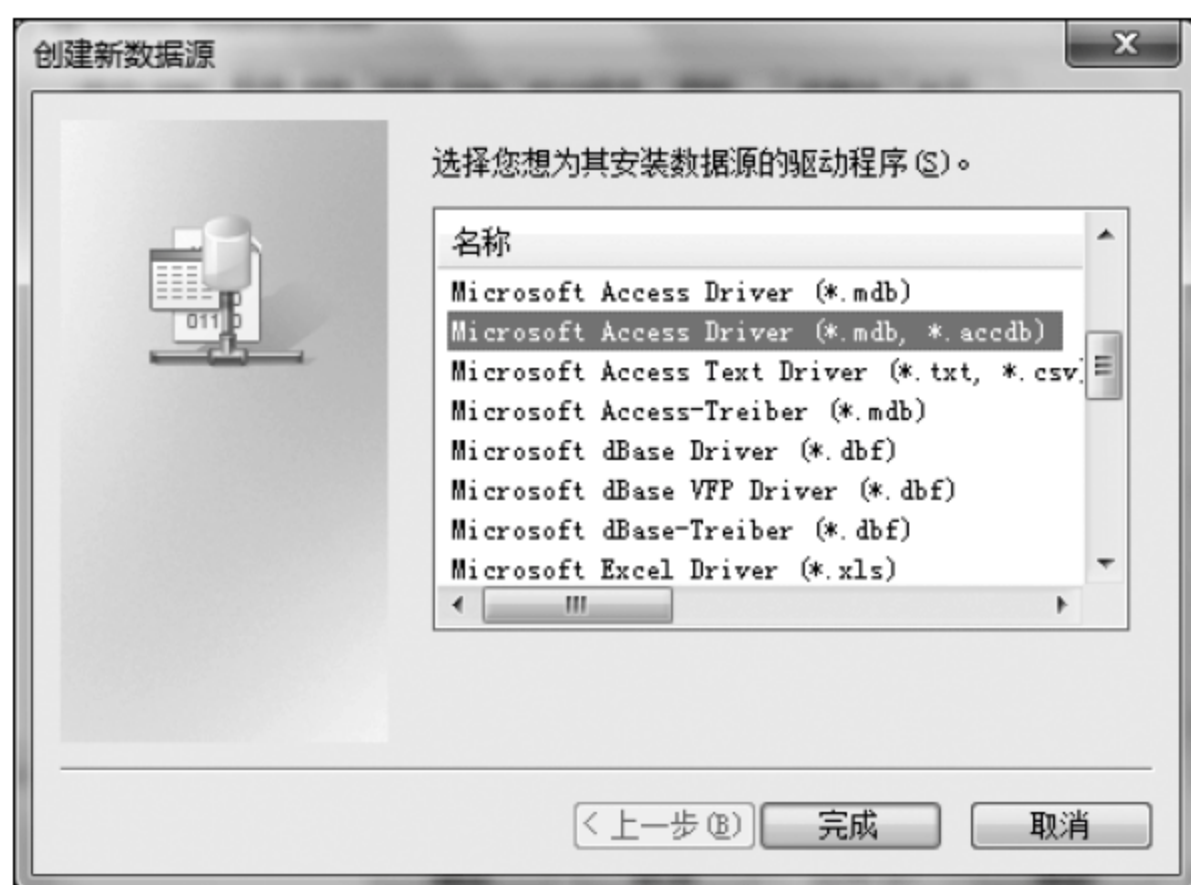 创建新数据源
选择您想为其安装数据源的驱动程序(S)。
名称
Microsoft Access Driver (*.mdb)
Microsoft Access Driver (*.mdb, *.accdb)
Microsoft Access Text Driver (*.txt, *.csv)
Microsoft Access-Treiber (*.mdb)
Microsoft dBase Driver (*.dbf)
Microsoft dBase VFP Driver (*.dbf)
Microsoft dBase-Treiber (*.dbf)
Microsoft Excel Driver (*.xls)
< 上一步(B) 完成 取消